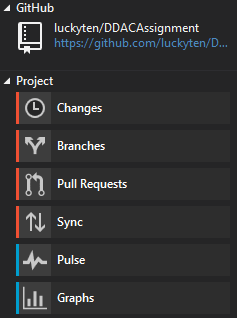 GitHub
luckyten/DDACAssignment
https://github.com/luckyten/D...
Project
Changes
Branches
Pull Requests
Sync
Pulse
Graphs